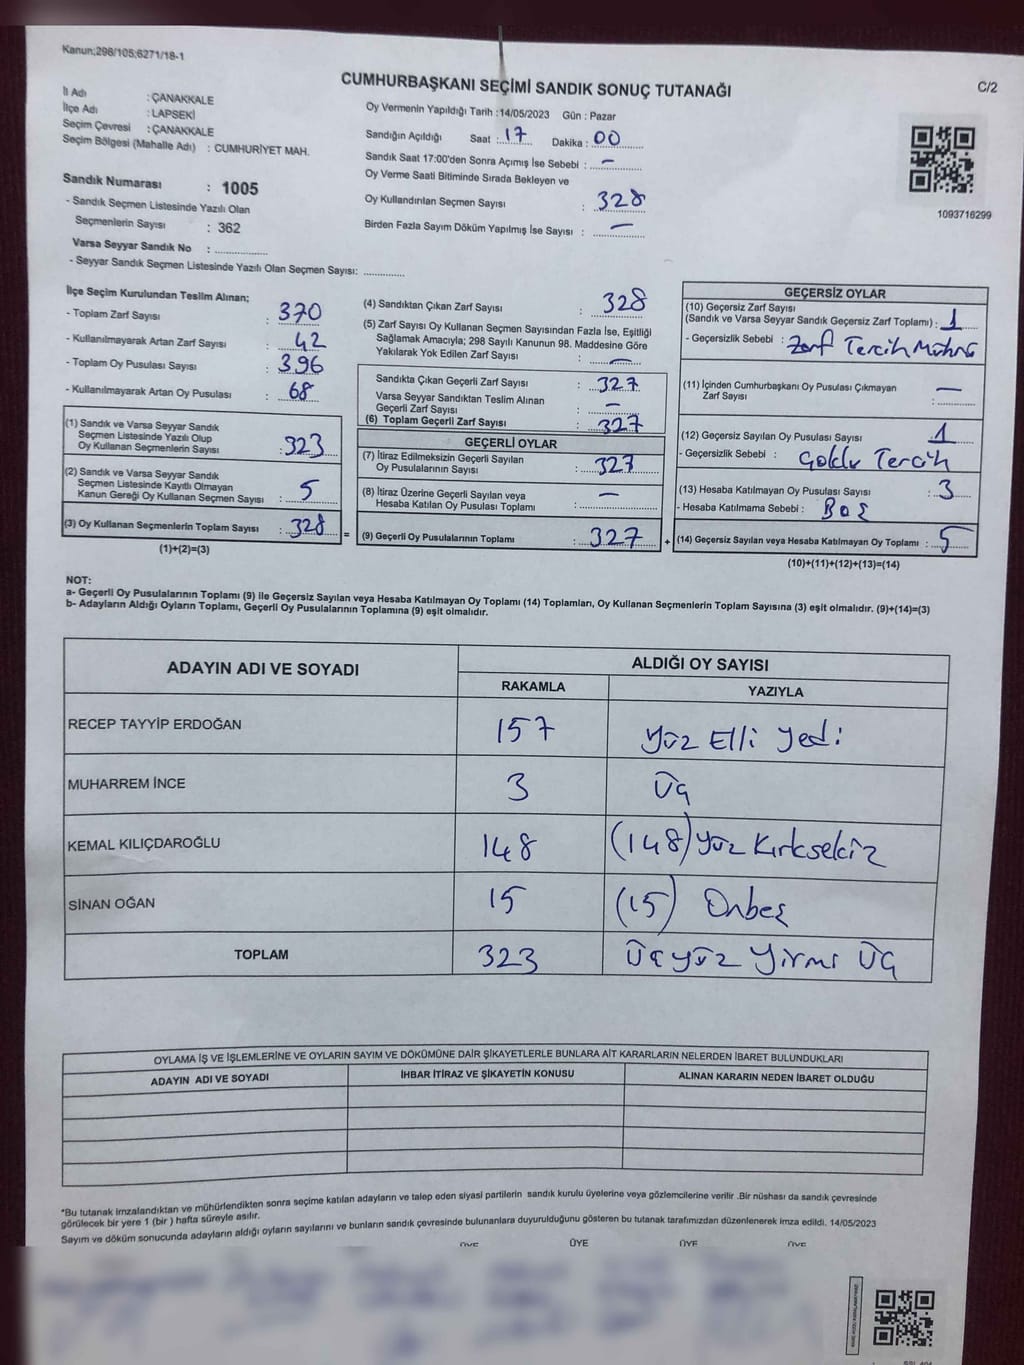 Kanun;298/105;6271/18-1
CUMHURBAŞKANI SEÇİMİ SANDIK SONUÇ TUTANAĞI
C/2
İl Adı : ÇANAKKALE
İlçe Adı : LAPSEKİ
Seçim Çevresi : ÇANAKKALE
Seçim Bölgesi (Mahalle Adı) : CUMHURİYET MAH.
Sandık Numarası : 1005
- Sandık Seçmen Listesinde Yazılı Olan
Seçmenlerin Sayısı : 362
Varsa Seyyar Sandık No :
- Seyyar Sandık Seçmen Listesinde Yazılı Olan Seçmen Sayısı:
Oy Vermenin Yapıldığı Tarih :14/05/2023 Gün : Pazar
Sandığın Açıldığı Saat : 17 Dakika : 00
Sandık Saat 17:00'den Sonra Açımış İse Sebebi : —
Oy Verme Saati Bitiminde Sırada Bekleyen ve
Oy Kullandırılan Seçmen Sayısı : 328
Birden Fazla Sayım Döküm Yapılmış İse Sayısı : —
1093716299
İlçe Seçim Kurulundan Teslim Alınan;
- Toplam Zarf Sayısı : 370
- Kullanılmayarak Artan Zarf Sayısı : 42
- Toplam Oy Pusulası Sayısı : 396
- Kullanılmayarak Artan Oy Pusulası : 68
(1) Sandık ve Varsa Seyyar Sandık
Seçmen Listesinde Yazılı Olup
Oy Kullanan Seçmenlerin Sayısı : 323
(2) Sandık ve Varsa Seyyar Sandık
Seçmen Listesinde Kayıtlı Olmayan
Kanun Gereği Oy Kullanan Seçmen Sayısı : 5
(3) Oy Kullanan Seçmenlerin Toplam Sayısı : 328 =
(1)+(2)=(3)
(4) Sandıktan Çıkan Zarf Sayısı : 328
(5) Zarf Sayısı Oy Kullanan Seçmen Sayısından Fazla İse, Eşitliği
Sağlamak Amacıyla; 298 Sayılı Kanunun 98. Maddesine Göre
Yakılarak Yok Edilen Zarf Sayısı : —
Sandıkta Çıkan Geçerli Zarf Sayısı : 327
Varsa Seyyar Sandıktan Teslim Alınan
Geçerli Zarf Sayısı : —
(6) Toplam Geçerli Zarf Sayısı : 327
GEÇERLİ OYLAR
(7) İtiraz Edilmeksizin Geçerli Sayılan
Oy Pusulalarının Sayısı : 327
(8) İtiraz Üzerine Geçerli Sayılan veya
Hesaba Katılan Oy Pusulası Toplamı : —
(9) Geçerli Oy Pusulalarının Toplamı : 327 +
GEÇERSİZ OYLAR
(10) Geçersiz Zarf Sayısı
(Sandık ve Varsa Seyyar Sandık Geçersiz Zarf Toplamı) : 1
- Geçersizlik Sebebi : Zarf Tercih Mührü
(11) İçinden Cumhurbaşkanı Oy Pusulası Çıkmayan
Zarf Sayısı : —
(12) Geçersiz Sayılan Oy Pusulası Sayısı : 1
- Geçersizlik Sebebi : Çoklu Tercih
(13) Hesaba Katılmayan Oy Pusulası Sayısı : 3
- Hesaba Katılmama Sebebi : Boş
(14) Geçersiz Sayılan veya Hesaba Katılmayan Oy Toplamı : 5
(10)+(11)+(12)+(13)=(14)
NOT:
a- Geçerli Oy Pusulalarının Toplamı (9) ile Geçersiz Sayılan veya Hesaba Katılmayan Oy Toplamı (14) Toplamları, Oy Kullanan Seçmenlerin Toplam Sayısına (3) eşit olmalıdır. (9)+(14)=(3)
b- Adayların Aldığı Oyların Toplamı, Geçerli Oy Pusulalarının Toplamına (9) eşit olmalıdır.
ADAYIN ADI VE SOYADI ALDIĞI OY SAYISI
RAKAMLA YAZIYLA
RECEP TAYYİP ERDOĞAN 157 Yüz Elli Yedi
MUHARREM İNCE 3 Üç
KEMAL KILIÇDAROĞLU 148 (148) Yüz Kırksekiz
SİNAN OĞAN 15 (15) Onbeş
TOPLAM 323 Üçyüz Yirmi Üç
OYLAMA İŞ VE İŞLEMLERİNE VE OYLARIN SAYIM VE DÖKÜMÜNE DAİR ŞİKAYETLERLE BUNLARA AİT KARARLARIN NELERDEN İBARET BULUNDUKLARI
ADAYIN ADI VE SOYADI İHBAR İTİRAZ VE ŞİKAYETİN KONUSU ALINAN KARARIN NEDEN İBARET OLDUĞU
*Bu tutanak imzalandıktan ve mühürlendikten sonra seçime katılan adayların ve talep eden siyasi partilerin sandık kurulu üyelerine veya gözlemcilerine verilir .Bir nüshası da sandık çevresinde
görülecek bir yere 1 (bir ) hafta süreyle asılır.
Sayım ve döküm sonucunda adayların aldığı oyların sayılarını ve bunların sandık çevresinde bulunanlara duyurulduğunu gösteren bu tutanak tarafımızdan düzenlenerek imza edildi. 14/05/2023
ÜYE ÜYE ÜYE ÜYE